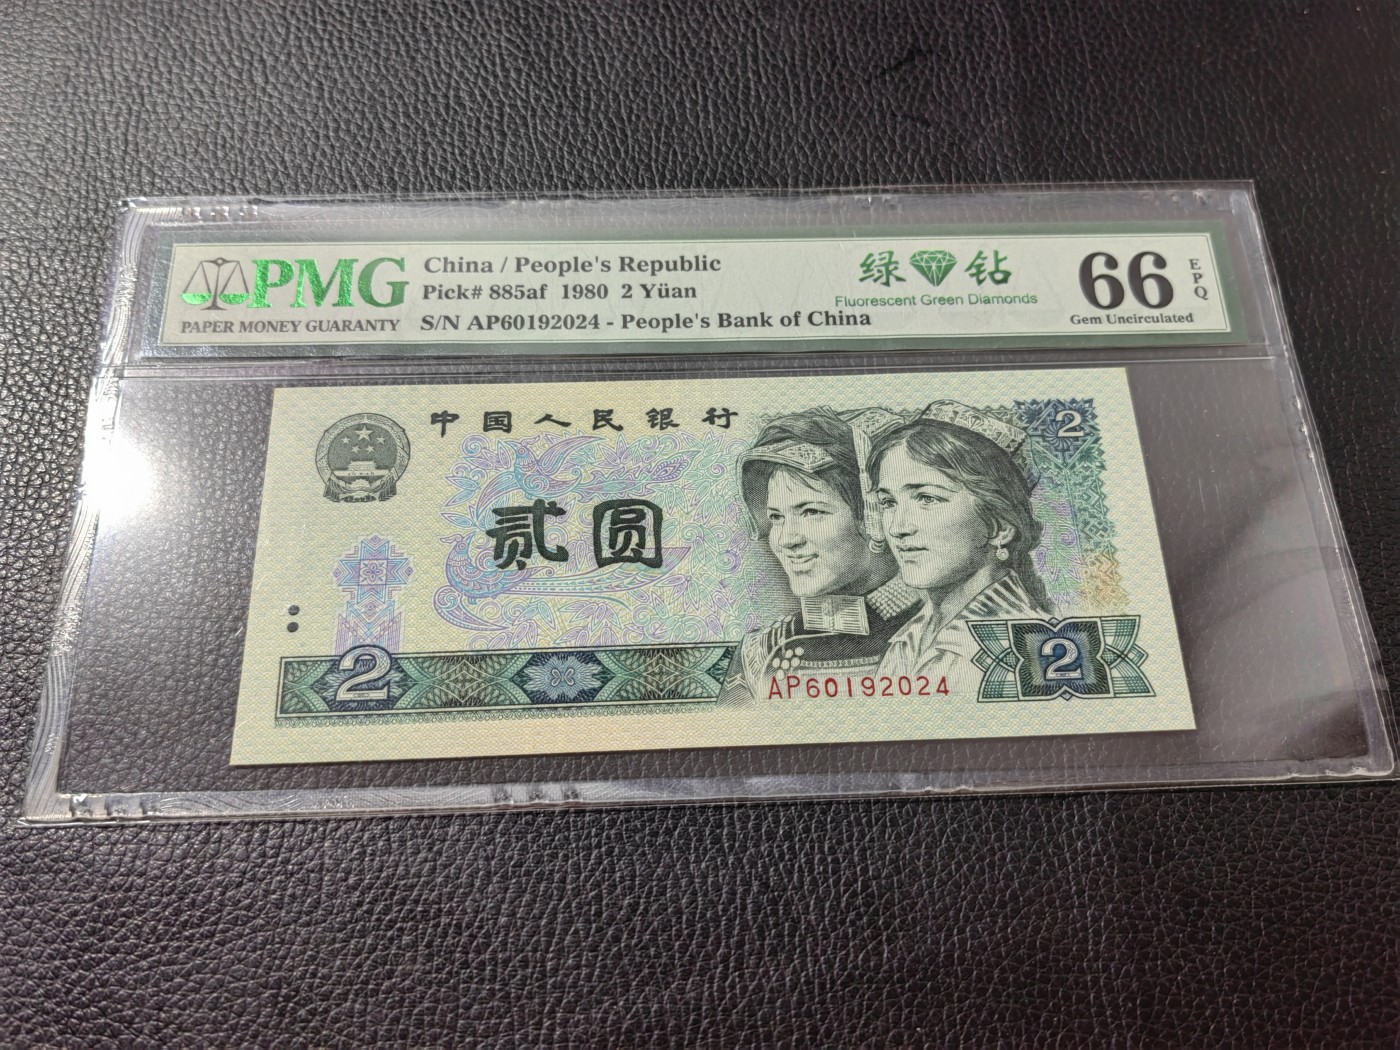 PMG
PAPER MONEY GUARANTY
China / People's Republic
Pick# 885af 1980 2 Yüan
S/N AP60192024 - People's Bank of China
绿 钻
Fluorescent Green Diamonds
66
EPQ
Gem Uncirculated
中国人民银行
2
贰圆
2
AP60192024
2